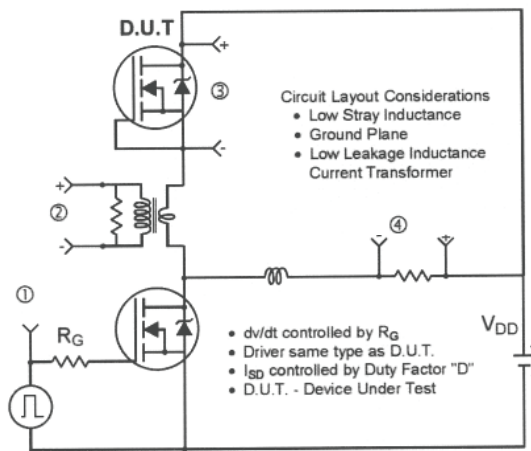 D.U.T
+
③
-
Circuit Layout Considerations
• Low Stray Inductance
• Ground Plane
• Low Leakage Inductance
Current Transformer
+
②
-
①
RG
- ④ +
• dv/dt controlled by RG
• Driver same type as D.U.T.
• ISD controlled by Duty Factor "D"
• D.U.T. - Device Under Test
VDD
+